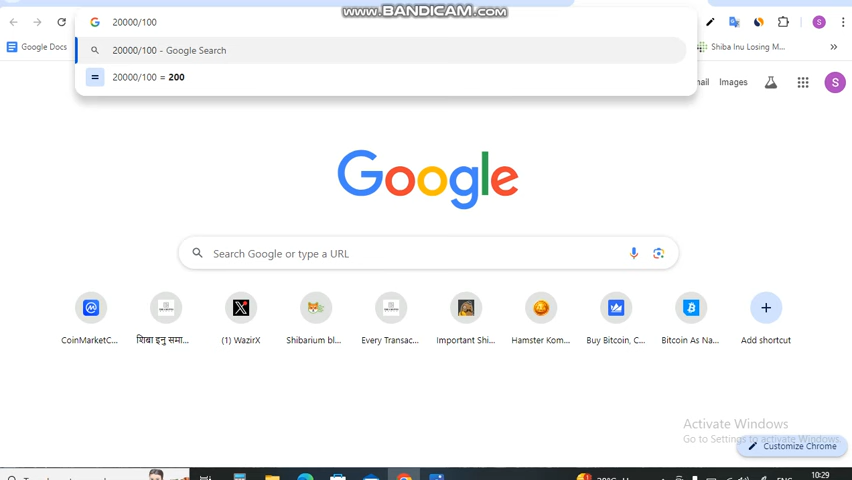 www.BANDICAM.com
20000/100
20000/100 - Google Search
20000/100 = 200
Google Docs
Shiba Inu Losing M...
»
S
Images
S
Google
Search Google or type a URL
CoinMarketC...
शिबा इनु समा...
(1) WazirX
Shibarium bl...
Every Transac...
Important Shi...
Hamster Kom...
Buy Bitcoin, C...
Bitcoin As Na...
Add shortcut
Activate Windows
Go to Settings to activate Windows.
Customize Chrome
10:29